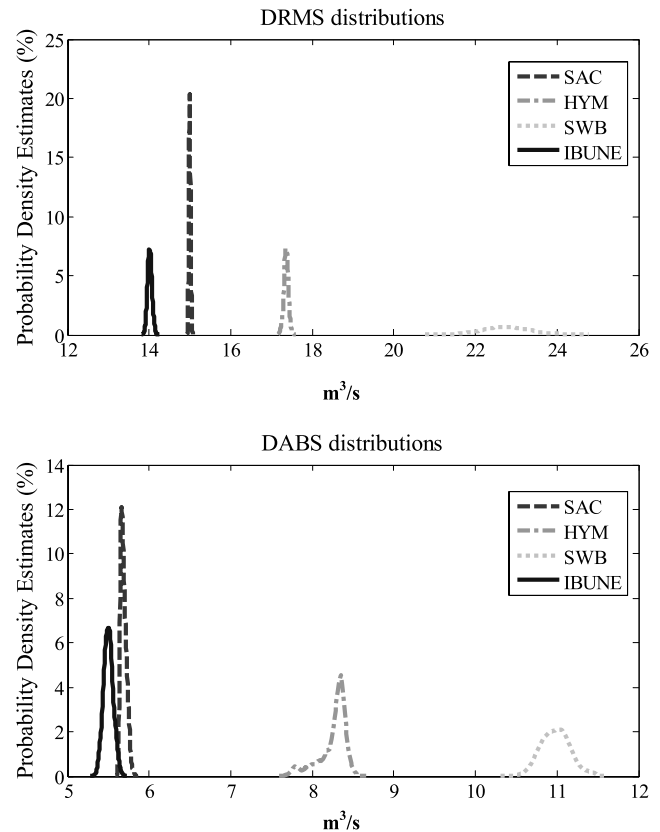 DRMS distributions
Probability Density Estimates (%)
25
20
15
10
5
0
12 14 16 18 20 22 24 26
m³/s
SAC
HYM
SWB
IBUNE
DABS distributions
Probability Density Estimates (%)
14
12
10
8
6
4
2
0
5 6 7 8 9 10 11 12
m³/s
SAC
HYM
SWB
IBUNE